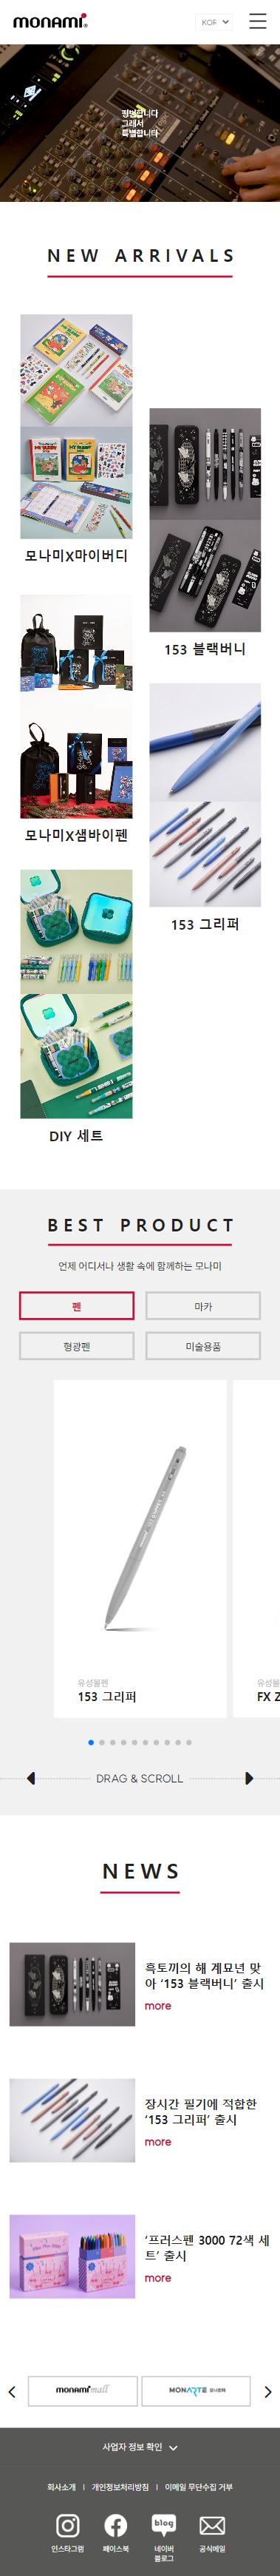 monami®
KOR
평범합니다
그래서
특별합니다
NEW ARRIVALS
모나미X마이버디
153 블랙버니
모나미X샘바이펜
153 그리퍼
DIY 세트
BEST PRODUCT
언제 어디서나 생활 속에 함께하는 모나미
펜
마카
형광펜
미술용품
유성볼펜
153 그리퍼
유성볼
FX Z
DRAG & SCROLL
NEWS
흑토끼의 해 계묘년 맞
아 ‘153 블랙버니’ 출시
more
장시간 필기에 적합한
‘153 그리퍼’ 출시
more
‘프러스펜 3000 72색 세
트’ 출시
more
monami mall
MONARTE 모나르떼
사업자 정보 확인
회사소개 | 개인정보처리방침 | 이메일 무단수집 거부
blog
인스타그램
페이스북
네이버
블로그
공식메일